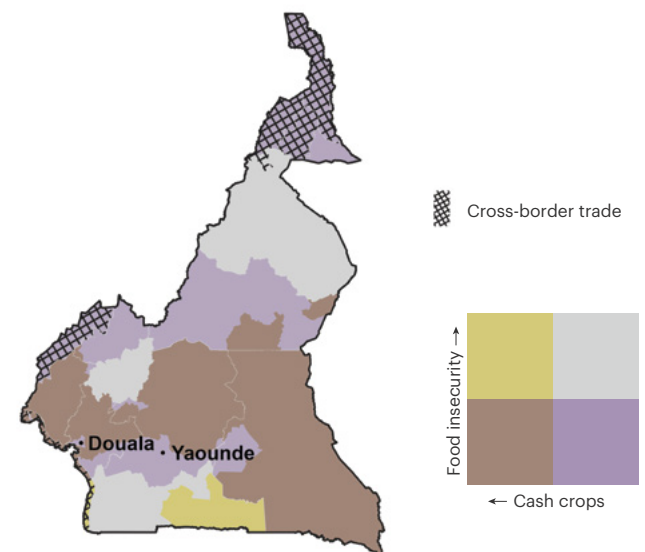 Cross-border trade
Douala
Yaounde
Food insecurity →
← Cash crops